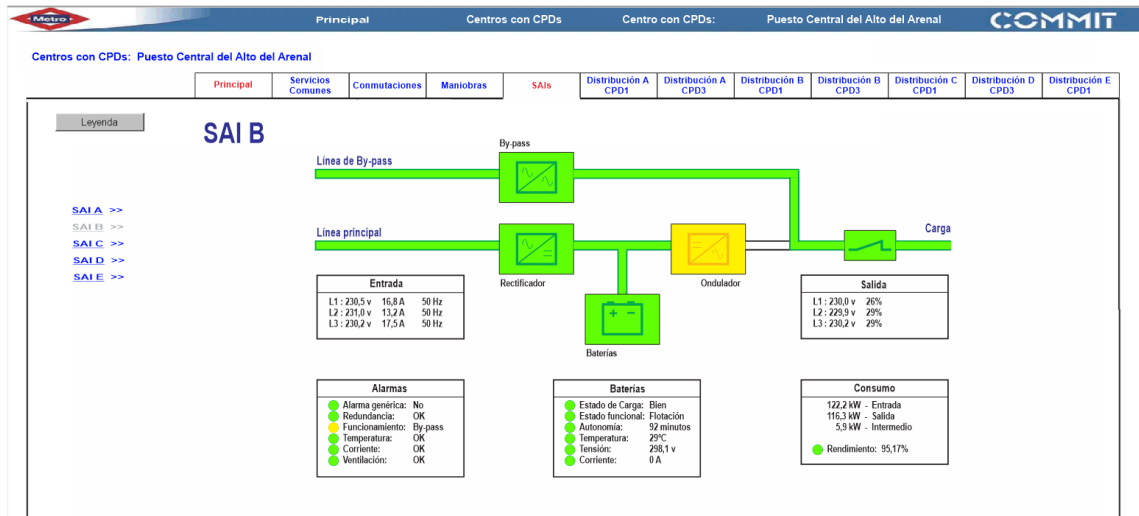 Metro
Principal
Centros con CPDs
Centro con CPDs:
Puesto Central del Alto del Arenal
COMMIT
Centros con CPDs: Puesto Central del Alto del Arenal
Principal
Servicios Comunes
Conmutaciones
Maniobras
SAIs
Distribución A CPD1
Distribución A CPD3
Distribución B CPD1
Distribución B CPD3
Distribución C CPD1
Distribución D CPD3
Distribución E CPD1
Leyenda
SAI B
By-pass
Línea de By-pass
SAI A >>
SAI B >>
SAI C >>
SAI D >>
SAI E >>
Línea principal
Carga
Rectificador
Ondulador
Entrada
L1 : 230,5 v 16,8 A 50 Hz
L2 : 231,0 v 13,2 A 50 Hz
L3 : 230,2 v 17,5 A 50 Hz
Baterías
Salida
L1 : 230,0 v 26%
L2 : 229,9 v 29%
L3 : 230,2 v 29%
Alarmas
Alarma genérica: No
Redundancia: OK
Funcionamiento: By-pass
Temperatura: OK
Corriente: OK
Ventilación: OK
Baterías
Estado de Carga: Bien
Estado funcional: Flotación
Autonomía: 92 minutos
Temperatura: 29ºC
Tensión: 298,1 v
Corriente: 0 A
Consumo
122,2 kW - Entrada
116,3 kW - Salida
5,9 kW - Intermedio
Rendimiento: 95,17%